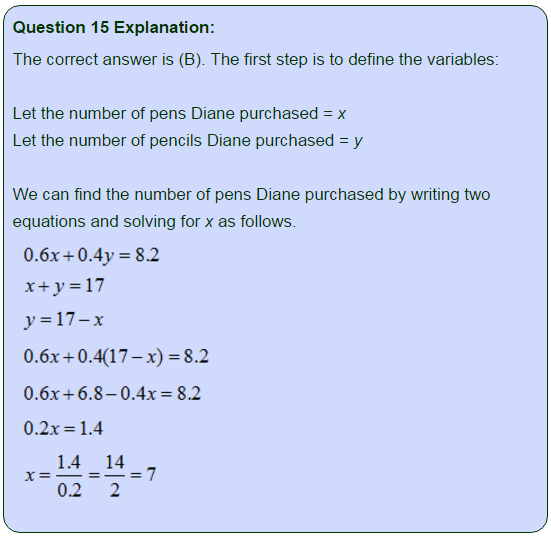 Question 15 Explanation:
The correct answer is (B). The first step is to define the variables:
Let the number of pens Diane purchased = x
Let the number of pencils Diane purchased = y
We can find the number of pens Diane purchased by writing two
equations and solving for x as follows.
0.6x + 0.4y = 8.2
x + y = 17
y = 17 – x
0.6x + 0.4(17 – x) = 8.2
0.6x + 6.8 – 0.4x = 8.2
0.2x = 1.4
x = 1.4/0.2 = 14/2 = 7